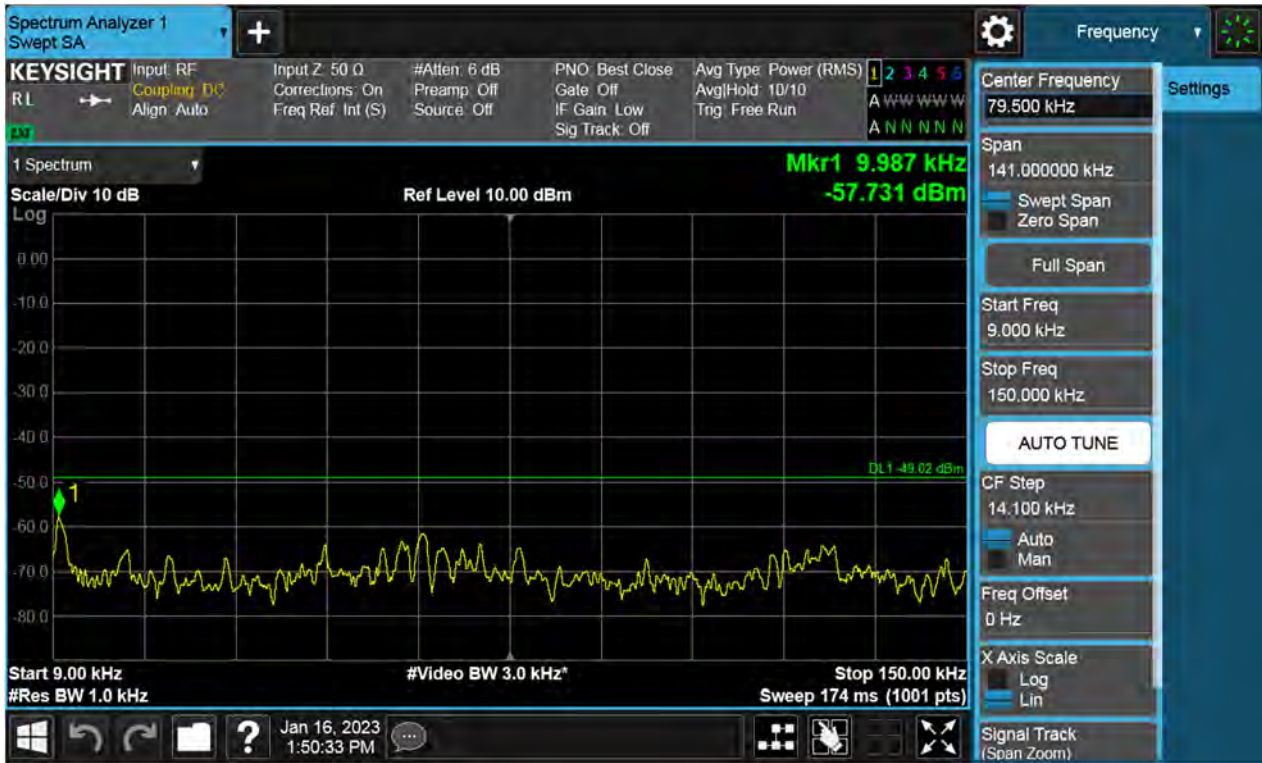 Spectrum Analyzer 1
Swept SA
+
Frequency
KEYSIGHT
RL
Input: RF
Coupling: DC
Align: Auto
Input Z: 50 Ω
Corrections: On
Freq Ref: Int (S)
#Atten: 6 dB
Preamp: Off
Source: Off
PNO: Best Close
Gate: Off
IF Gain: Low
Sig Track: Off
Avg Type: Power (RMS)
Avg|Hold: 10/10
Trig: Free Run
1 2 3 4 5 6
A W W W W W
A N N N N N
1 Spectrum
Scale/Div 10 dB
Ref Level 10.00 dBm
Mkr1 9.987 kHz
-57.731 dBm
Log
0.00
-10.0
-20.0
-30.0
-40.0
-50.0
-60.0
-70.0
-80.0
DL1 -49.02 dBm
1
Start 9.00 kHz
#Video BW 3.0 kHz*
Stop 150.00 kHz
#Res BW 1.0 kHz
Sweep 174 ms (1001 pts)
Center Frequency
79.500 kHz
Settings
Span
141.000000 kHz
Swept Span
Zero Span
Full Span
Start Freq
9.000 kHz
Stop Freq
150.000 kHz
AUTO TUNE
CF Step
14.100 kHz
Auto
Man
Freq Offset
0 Hz
X Axis Scale
Log
Lin
Signal Track
(Span Zoom)
?
Jan 16, 2023
1:50:33 PM